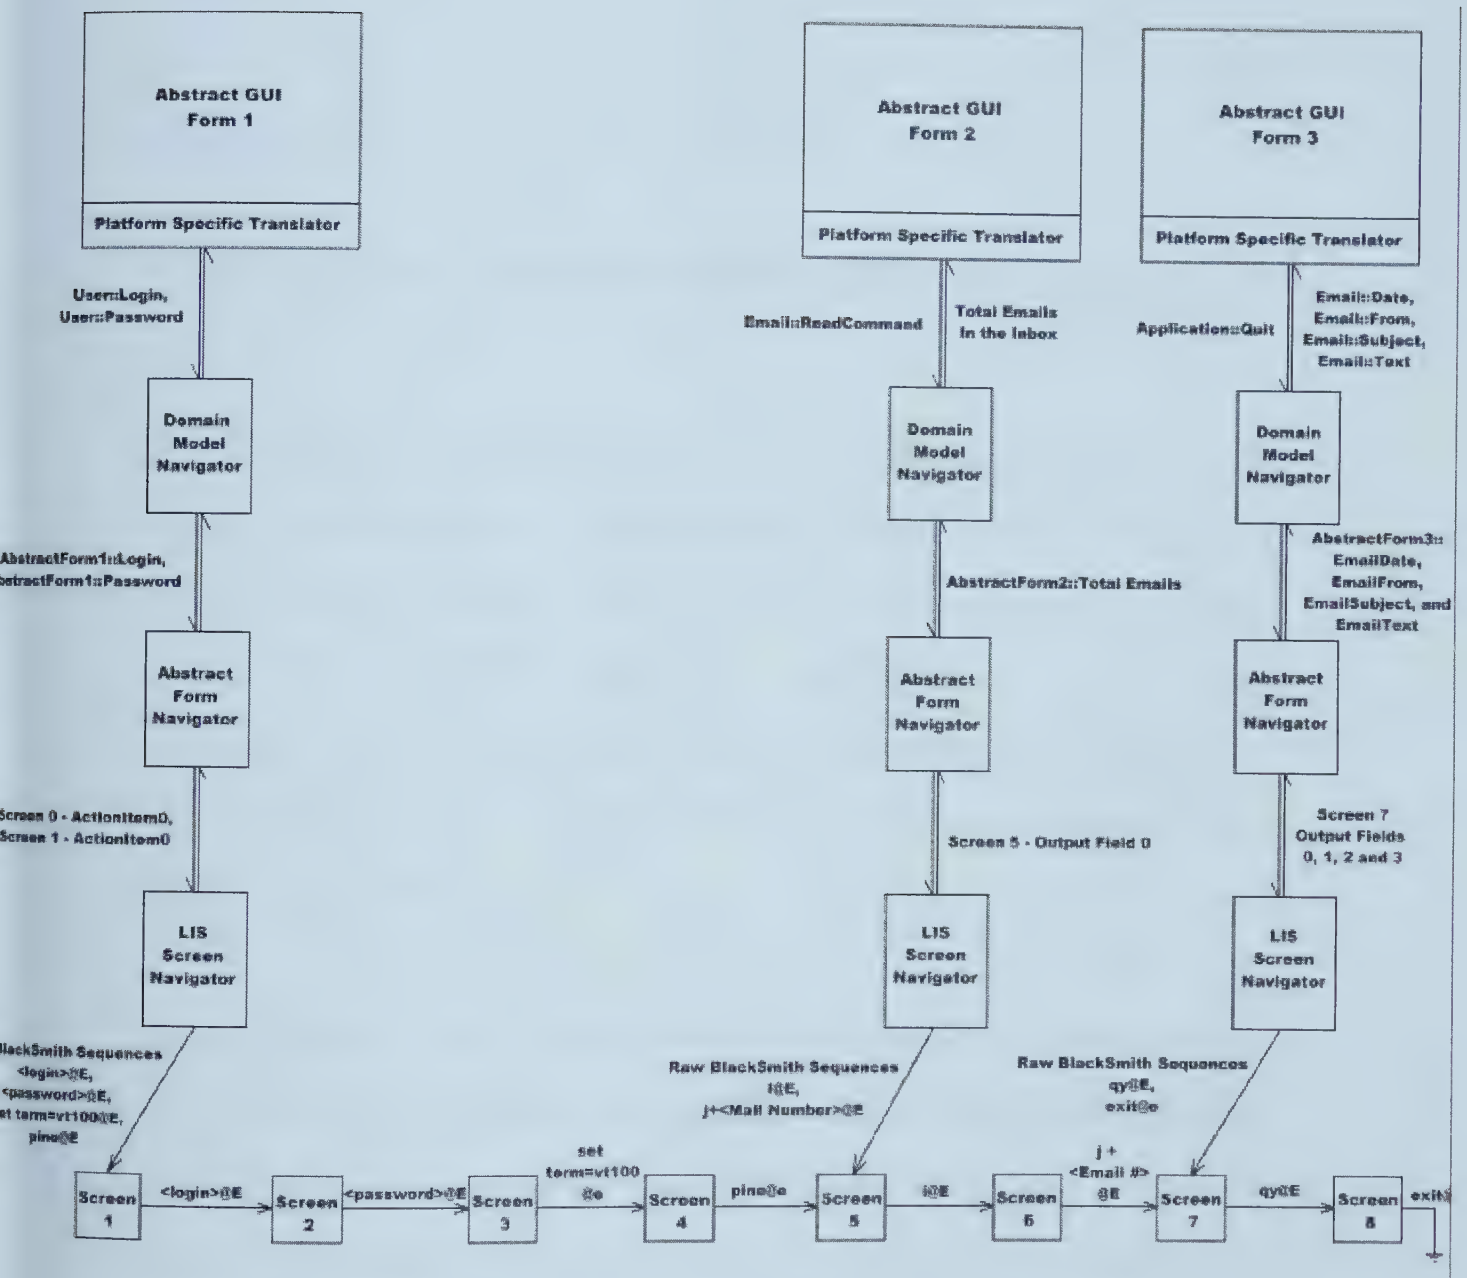 Abstract GUI
Form 1
Platform Specific Translator
User::Login,
User::Password
Domain
Model
Navigator
AbstractForm1::Login,
AbstractForm1::Password
Abstract
Form
Navigator
Screen 0 - ActionItem0,
Screen 1 - ActionItem0
LIS
Screen
Navigator
BlackSmith Sequences
<login>@E,
<password>@E,
term=vt100@E,
pine@E
Abstract GUI
Form 2
Platform Specific Translator
Email::ReadCommand
Total Emails
In the Inbox
Domain
Model
Navigator
AbstractForm2::Total Emails
Abstract
Form
Navigator
Screen 5 - Output Field 0
LIS
Screen
Navigator
Raw BlackSmith Sequences
i@E,
j+<Mail Number>@E
Abstract GUI
Form 3
Platform Specific Translator
Application::Quit
Email::Date,
Email::From,
Email::Subject,
Email::Text
Domain
Model
Navigator
AbstractForm3::
EmailDate,
EmailFrom,
EmailSubject, and
EmailText
Abstract
Form
Navigator
Screen 7
Output Fields
0, 1, 2 and 3
LIS
Screen
Navigator
Raw BlackSmith Sequences
qy@E,
exit@e
Screen
1
<login>@E
Screen
2
<password>@E
Screen
3
set
term=vt100
@e
Screen
4
pine@e
Screen
5
i@E
Screen
6
j +
<Email #>
@E
Screen
7
qy@E
Screen
8
exit@